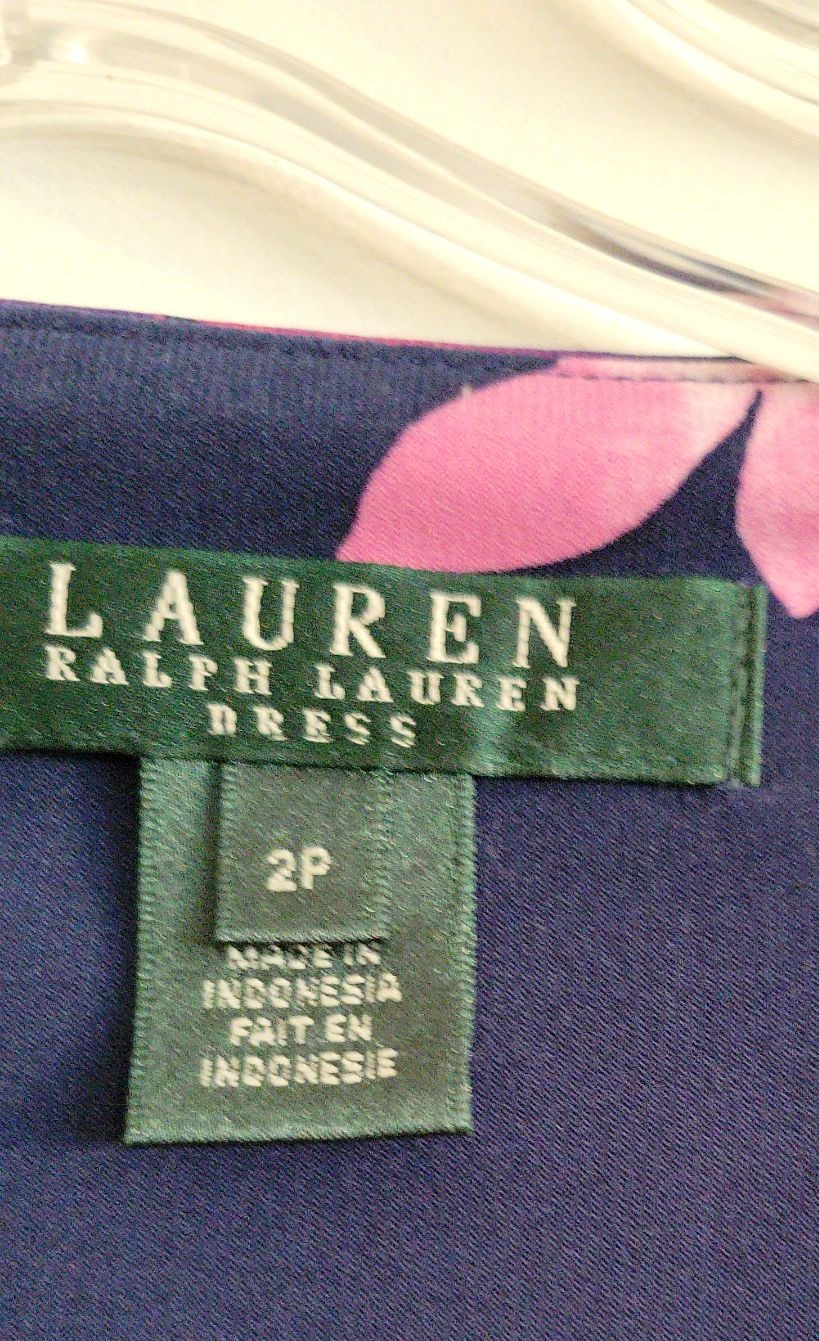 LAUREN
RALPH LAUREN
DRESS
2P
MADE IN
INDONESIA
FAIT EN
INDONESIE